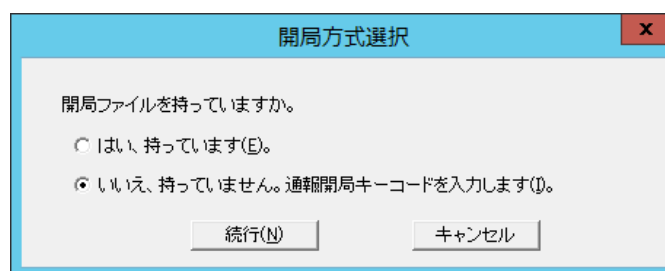 開局方式選択
x
開局ファイルを持っていますか。
はい、持っています(E)。
いいえ、持っていません。通報開局キーコードを入力します(I)。
続行(N) キャンセル